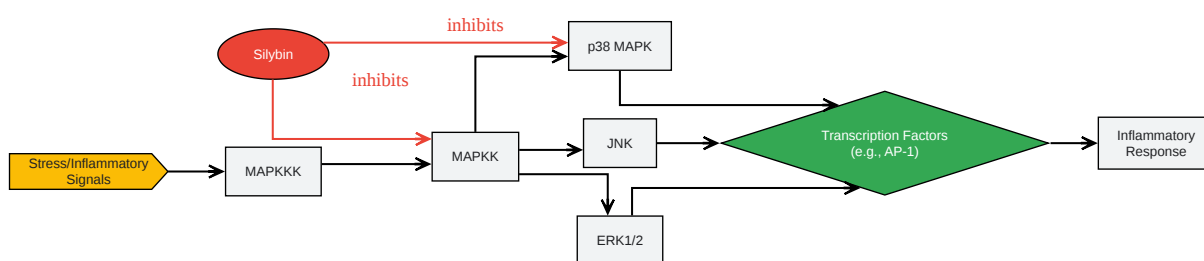 inhibits
Silybin
p38 MAPK
inhibits
Stress/Inflammatory
Signals
MAPKKK
MAPKK
JNK
ERK1/2
Transcription Factors
(e.g., AP-1)
Inflammatory
Response